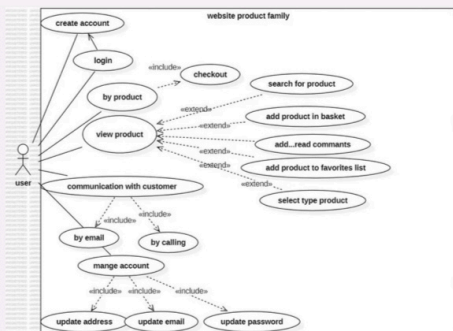 website product family
create account
login
«include»
checkout
by product
search for product
«extend»
add product in basket
view product
«extend»
add...read commants
«extend»
add product to favorites list
«extend»
user
«extend»
communication with customer
select type product
«include»
«include»
by email
by calling
mange account
«include»
«include»
«include»
update address
update email
update password